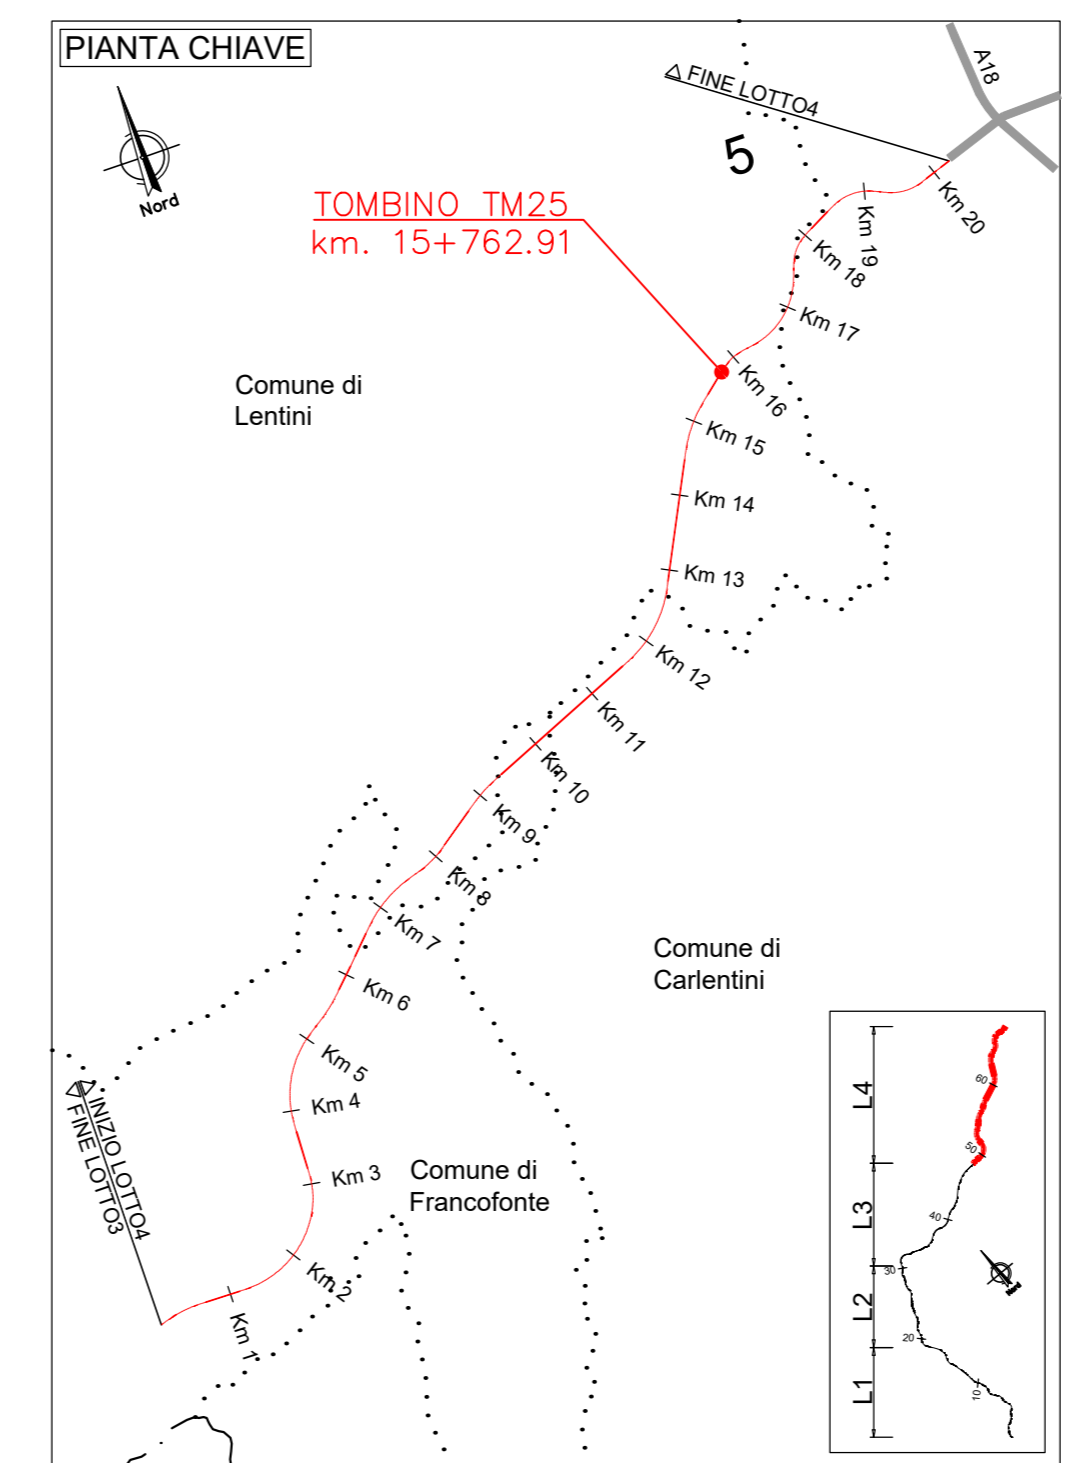 PIANTA CHIAVE
A18
FINE LOTTO4
5
Nord
TOMBINO TM25
km. 15+762.91
Km 20
Km 19
Km 18
Km 17
Comune di
Lentini
Km 16
Km 15
Km 14
Km 13
Km 12
Km 11
Km 10
Km 9
Km 8
Km 7
Comune di
Carlentini
Km 6
Km 5
Km 4
INIZIO LOTTO4
FINE LOTTO3
Km 3
Comune di
Francofonte
Km 2
Km 1
L4
60
50
L3
40
30
L2
20
L1
10